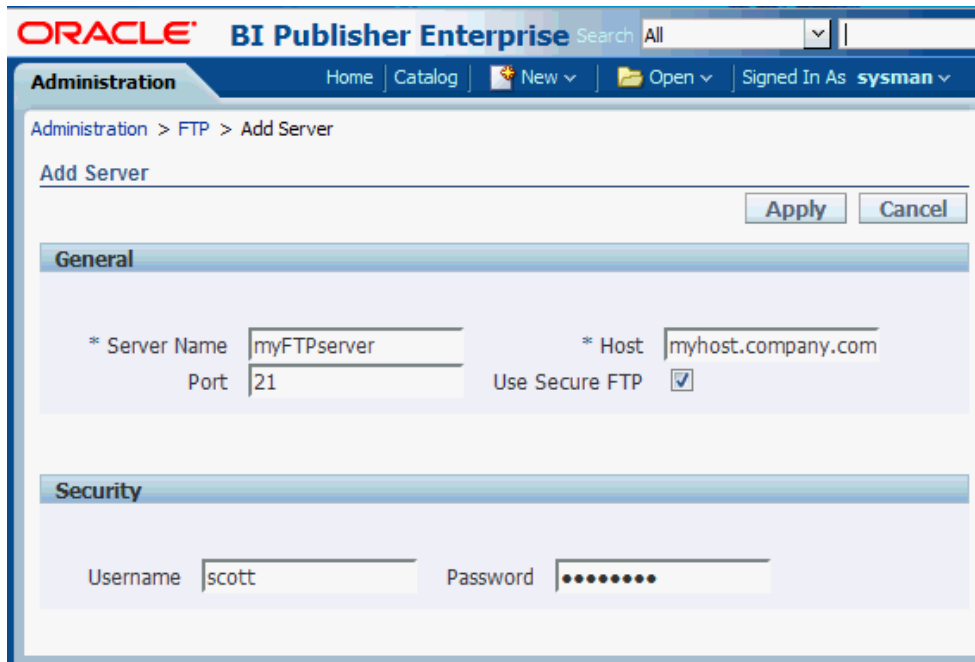 ORACLE BI Publisher Enterprise Search All
Administration Home Catalog New Open Signed In As sysman
Administration > FTP > Add Server
Add Server
Apply Cancel
General
* Server Name myFTPserver * Host myhost.company.com
Port 21 Use Secure FTP
Security
Username scott Password ••••••••